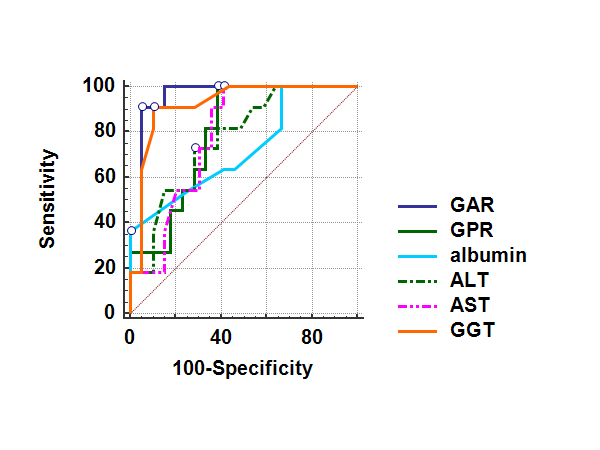 100
80
60
40
20
0
Sensitivity
0 40 80
100-Specificity
GAR
GPR
albumin
ALT
AST
GGT